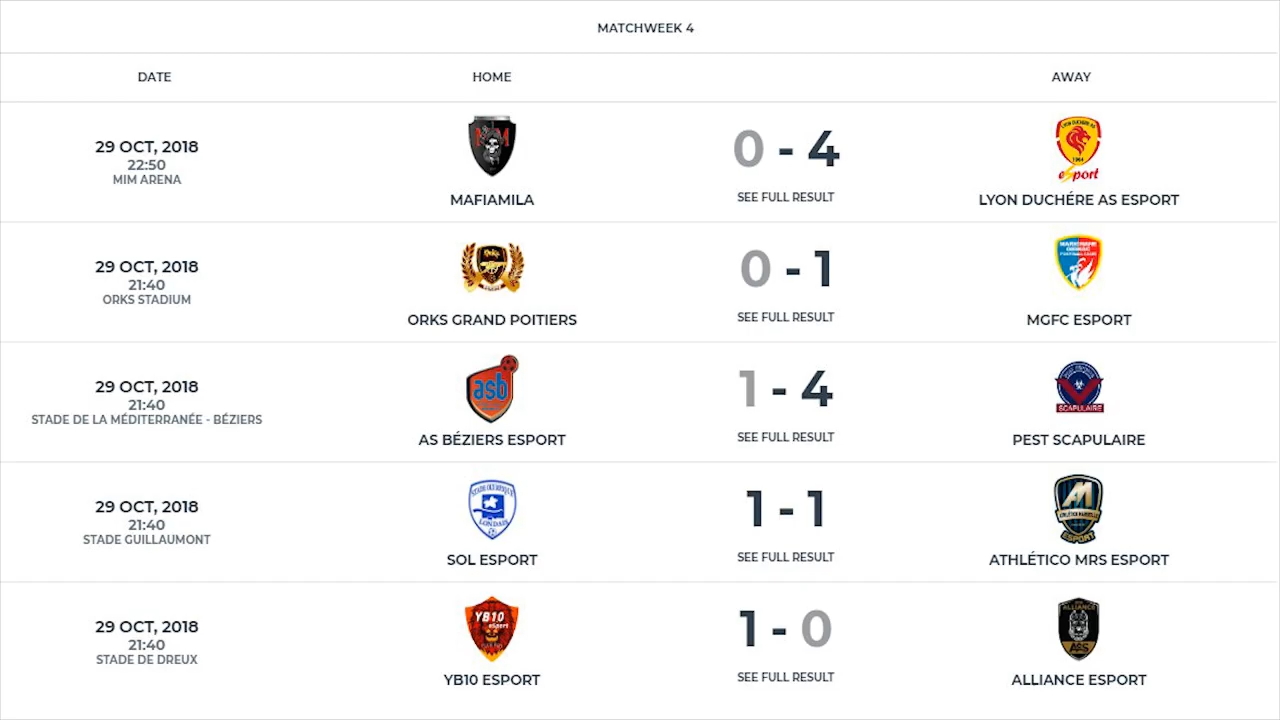 MATCHWEEK 4
DATE HOME AWAY
29 OCT, 2018
22:50
MIM ARENA
MAFIAMILA
0 - 4
SEE FULL RESULT
LYON DUCHÉRE AS ESPORT
29 OCT, 2018
21:40
ORKS STADIUM
ORKS GRAND POITIERS
0 - 1
SEE FULL RESULT
MGFC ESPORT
29 OCT, 2018
21:40
STADE DE LA MÉDITERRANÉE - BÉZIERS
asb
AS BÉZIERS ESPORT
1 - 4
SEE FULL RESULT
SCAPULAIRE
PEST SCAPULAIRE
29 OCT, 2018
21:40
STADE GUILLAUMONT
SOL ESPORT
1 - 1
SEE FULL RESULT
AM
ESPORT
ATHLÉTICO MRS ESPORT
29 OCT, 2018
21:40
STADE DE DREUX
YB10
esport
YB10 ESPORT
1 - 0
SEE FULL RESULT
ALLIANCE
ALLIANCE ESPORT